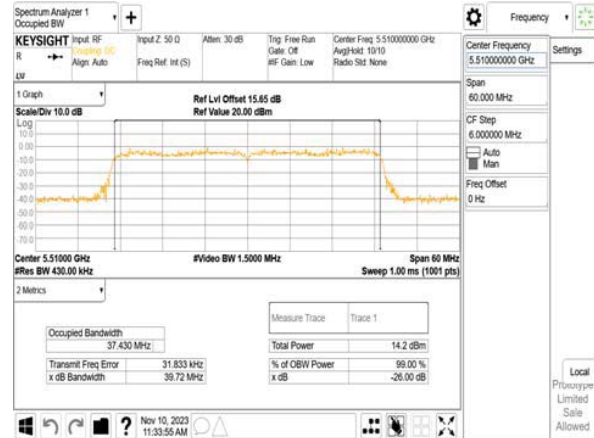 Spectrum Analyzer 1
Occupied BW
+
Frequency
KEYSIGHT
R
LV
Input: RF
Coupling: DC
Align: Auto
Input Z: 50 Ω
Freq Ref: Int (S)
Atten: 30 dB
Trig: Free Run
Gate: Off
#IF Gain: Low
Center Freq: 5.510000000 GHz
Avg|Hold: 10/10
Radio Std: None
Center Frequency
5.510000000 GHz
Settings
Span
60.000 MHz
CF Step
6.000000 MHz
Auto
Man
Freq Offset
0 Hz
1 Graph
Scale/Div 10.0 dB
Ref Lvl Offset 15.65 dB
Ref Value 20.00 dBm
Log
10.0
0.00
-10.0
-20.0
-30.0
-40.0
-50.0
-60.0
-70.0
Center 5.51000 GHz
#Res BW 430.00 kHz
#Video BW 1.5000 MHz
Span 60 MHz
Sweep 1.00 ms (1001 pts)
2 Metrics
Measure Trace
Trace 1
Occupied Bandwidth
37.430 MHz
Total Power
14.2 dBm
Transmit Freq Error
31.833 kHz
% of OBW Power
99.00 %
x dB Bandwidth
39.72 MHz
x dB
-26.00 dB
Local
Prototype
Limited
Sale
Allowed
?
Nov 10, 2023
11:33:55 AM